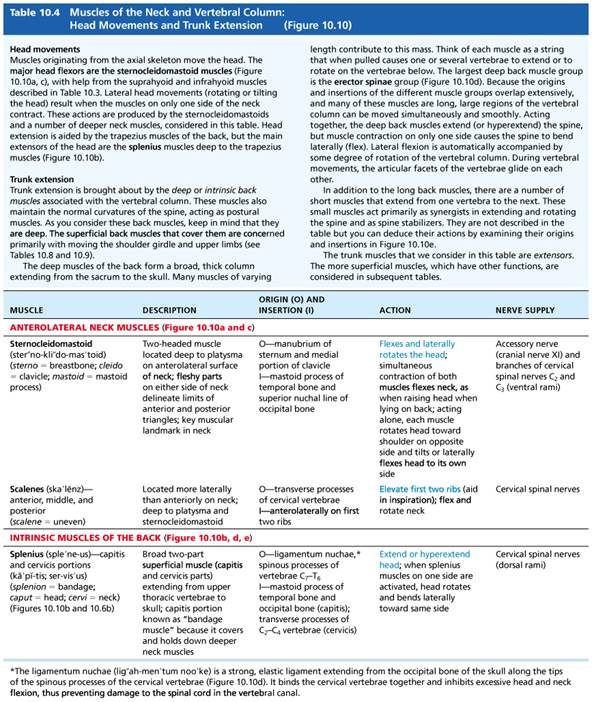 Table 10.4 Muscles of the Neck and Vertebral Column:
Head Movements and Trunk Extension (Figure 10.10)
Head movements
Muscles originating from the axial skeleton move the head. The
major head flexors are the sternocleidomastoid muscles (Figure
10.10a, c), with help from the suprahyoid and infrahyoid muscles
described in Table 10.3. Lateral head movements (rotating or tilting
the head) result when the muscles on only one side of the neck
contract. These actions are produced by the sternocleidomastoids
and a number of deeper neck muscles, considered in this table. Head
extension is aided by the trapezius muscles of the back, but the main
extensors of the head are the splenius muscles deep to the trapezius
muscles (Figure 10.10b).
Trunk extension
Trunk extension is brought about by the deep or intrinsic back
muscles associated with the vertebral column. These muscles also
maintain the normal curvatures of the spine, acting as postural
muscles. As you consider these back muscles, keep in mind that they
are deep. The superficial back muscles that cover them are concerned
primarily with moving the shoulder girdle and upper limbs (see
Tables 10.8 and 10.9).
The deep muscles of the back form a broad, thick column
extending from the sacrum to the skull. Many muscles of varying
length contribute to this mass. Think of each muscle as a string
that when pulled causes one or several vertebrae to extend or to
rotate on the vertebrae below. The largest deep back muscle group
is the erector spinae group (Figure 10.10d). Because the origins
and insertions of the different muscle groups overlap extensively,
and many of these muscles are long, large regions of the vertebral
column can be moved simultaneously and smoothly. Acting
together, the deep back muscles extend (or hyperextend) the spine,
but muscle contraction on only one side causes the spine to bend
laterally (flex). Lateral flexion is automatically accompanied by
some degree of rotation of the vertebral column. During vertebral
movements, the articular facets of the vertebrae glide on each
other.
In addition to the long back muscles, there are a number of
short muscles that extend from one vertebra to the next. These
small muscles act primarily as synergists in extending and rotating
the spine and as spine stabilizers. They are not described in the
table but you can deduce their actions by examining their origins
and insertions in Figure 10.10e.
The trunk muscles that we consider in this table are extensors.
The more superficial muscles, which have other functions, are
considered in subsequent tables.
MUSCLE
DESCRIPTION
ORIGIN (O) AND
INSERTION (I)
ACTION
NERVE SUPPLY
ANTEROLATERAL NECK MUSCLES (Figure 10.10a and c)
Sternocleidomastoid
(ster″no-kli″do-mas′toid)
(sterno = breastbone; cleido
= clavicle; mastoid = mastoid
process)
Two-headed muscle
located deep to platysma
on anterolateral surface
of neck; fleshy parts
on either side of neck
delineate limits of
anterior and posterior
triangles; key muscular
landmark in neck
O—manubrium of
sternum and medial
portion of clavicle
I—mastoid process of
temporal bone and
superior nuchal line of
occipital bone
Flexes and laterally
rotates the head;
simultaneous
contraction of both
muscles flexes neck, as
when raising head when
lying on back; acting
alone, each muscle
rotates head toward
shoulder on opposite
side and tilts or laterally
flexes head to its own
side
Accessory nerve
(cranial nerve XI) and
branches of cervical
spinal nerves C2 and
C3 (ventral rami)
Scalenes (ska′lēnz)—
anterior, middle, and
posterior
(scalene = uneven)
Located more laterally
than anteriorly on neck;
deep to platysma and
sternocleidomastoid
O—transverse processes
of cervical vertebrae
I—anterolaterally on first
two ribs
Elevate first two ribs (aid
in inspiration); flex and
rotate neck
Cervical spinal nerves
INTRINSIC MUSCLES OF THE BACK (Figure 10.10b, d, e)
Splenius (sple′ne-us)—capitis
and cervicis portions
(kă′pĭ-tis; ser-vis′us)
(splenion = bandage;
caput = head; cervi = neck)
(Figures 10.10b and 10.6b)
Broad two-part
superficial muscle (capitis
and cervicis parts)
extending from upper
thoracic vertebrae to
skull; capitis portion
known as "bandage
muscle" because it covers
and holds down deeper
neck muscles
O—ligamentum nuchae,*
spinous processes of
vertebrae C7–T6
I—mastoid process of
temporal bone and
occipital bone (capitis);
transverse processes of
C2–C4 vertebrae (cervicis)
Extend or hyperextend
head; when splenius
muscles on one side are
activated, head rotates
and bends laterally
toward same side
Cervical spinal nerves
(dorsal rami)
*The ligamentum nuchae (lig″ah-men′tum noo′ke) is a strong, elastic ligament extending from the occipital bone of the skull along the tips
of the spinous processes of the cervical vertebrae (Figure 10.10d). It binds the cervical vertebrae together and inhibits excessive head and neck
flexion, thus preventing damage to the spinal cord in the vertebral canal.